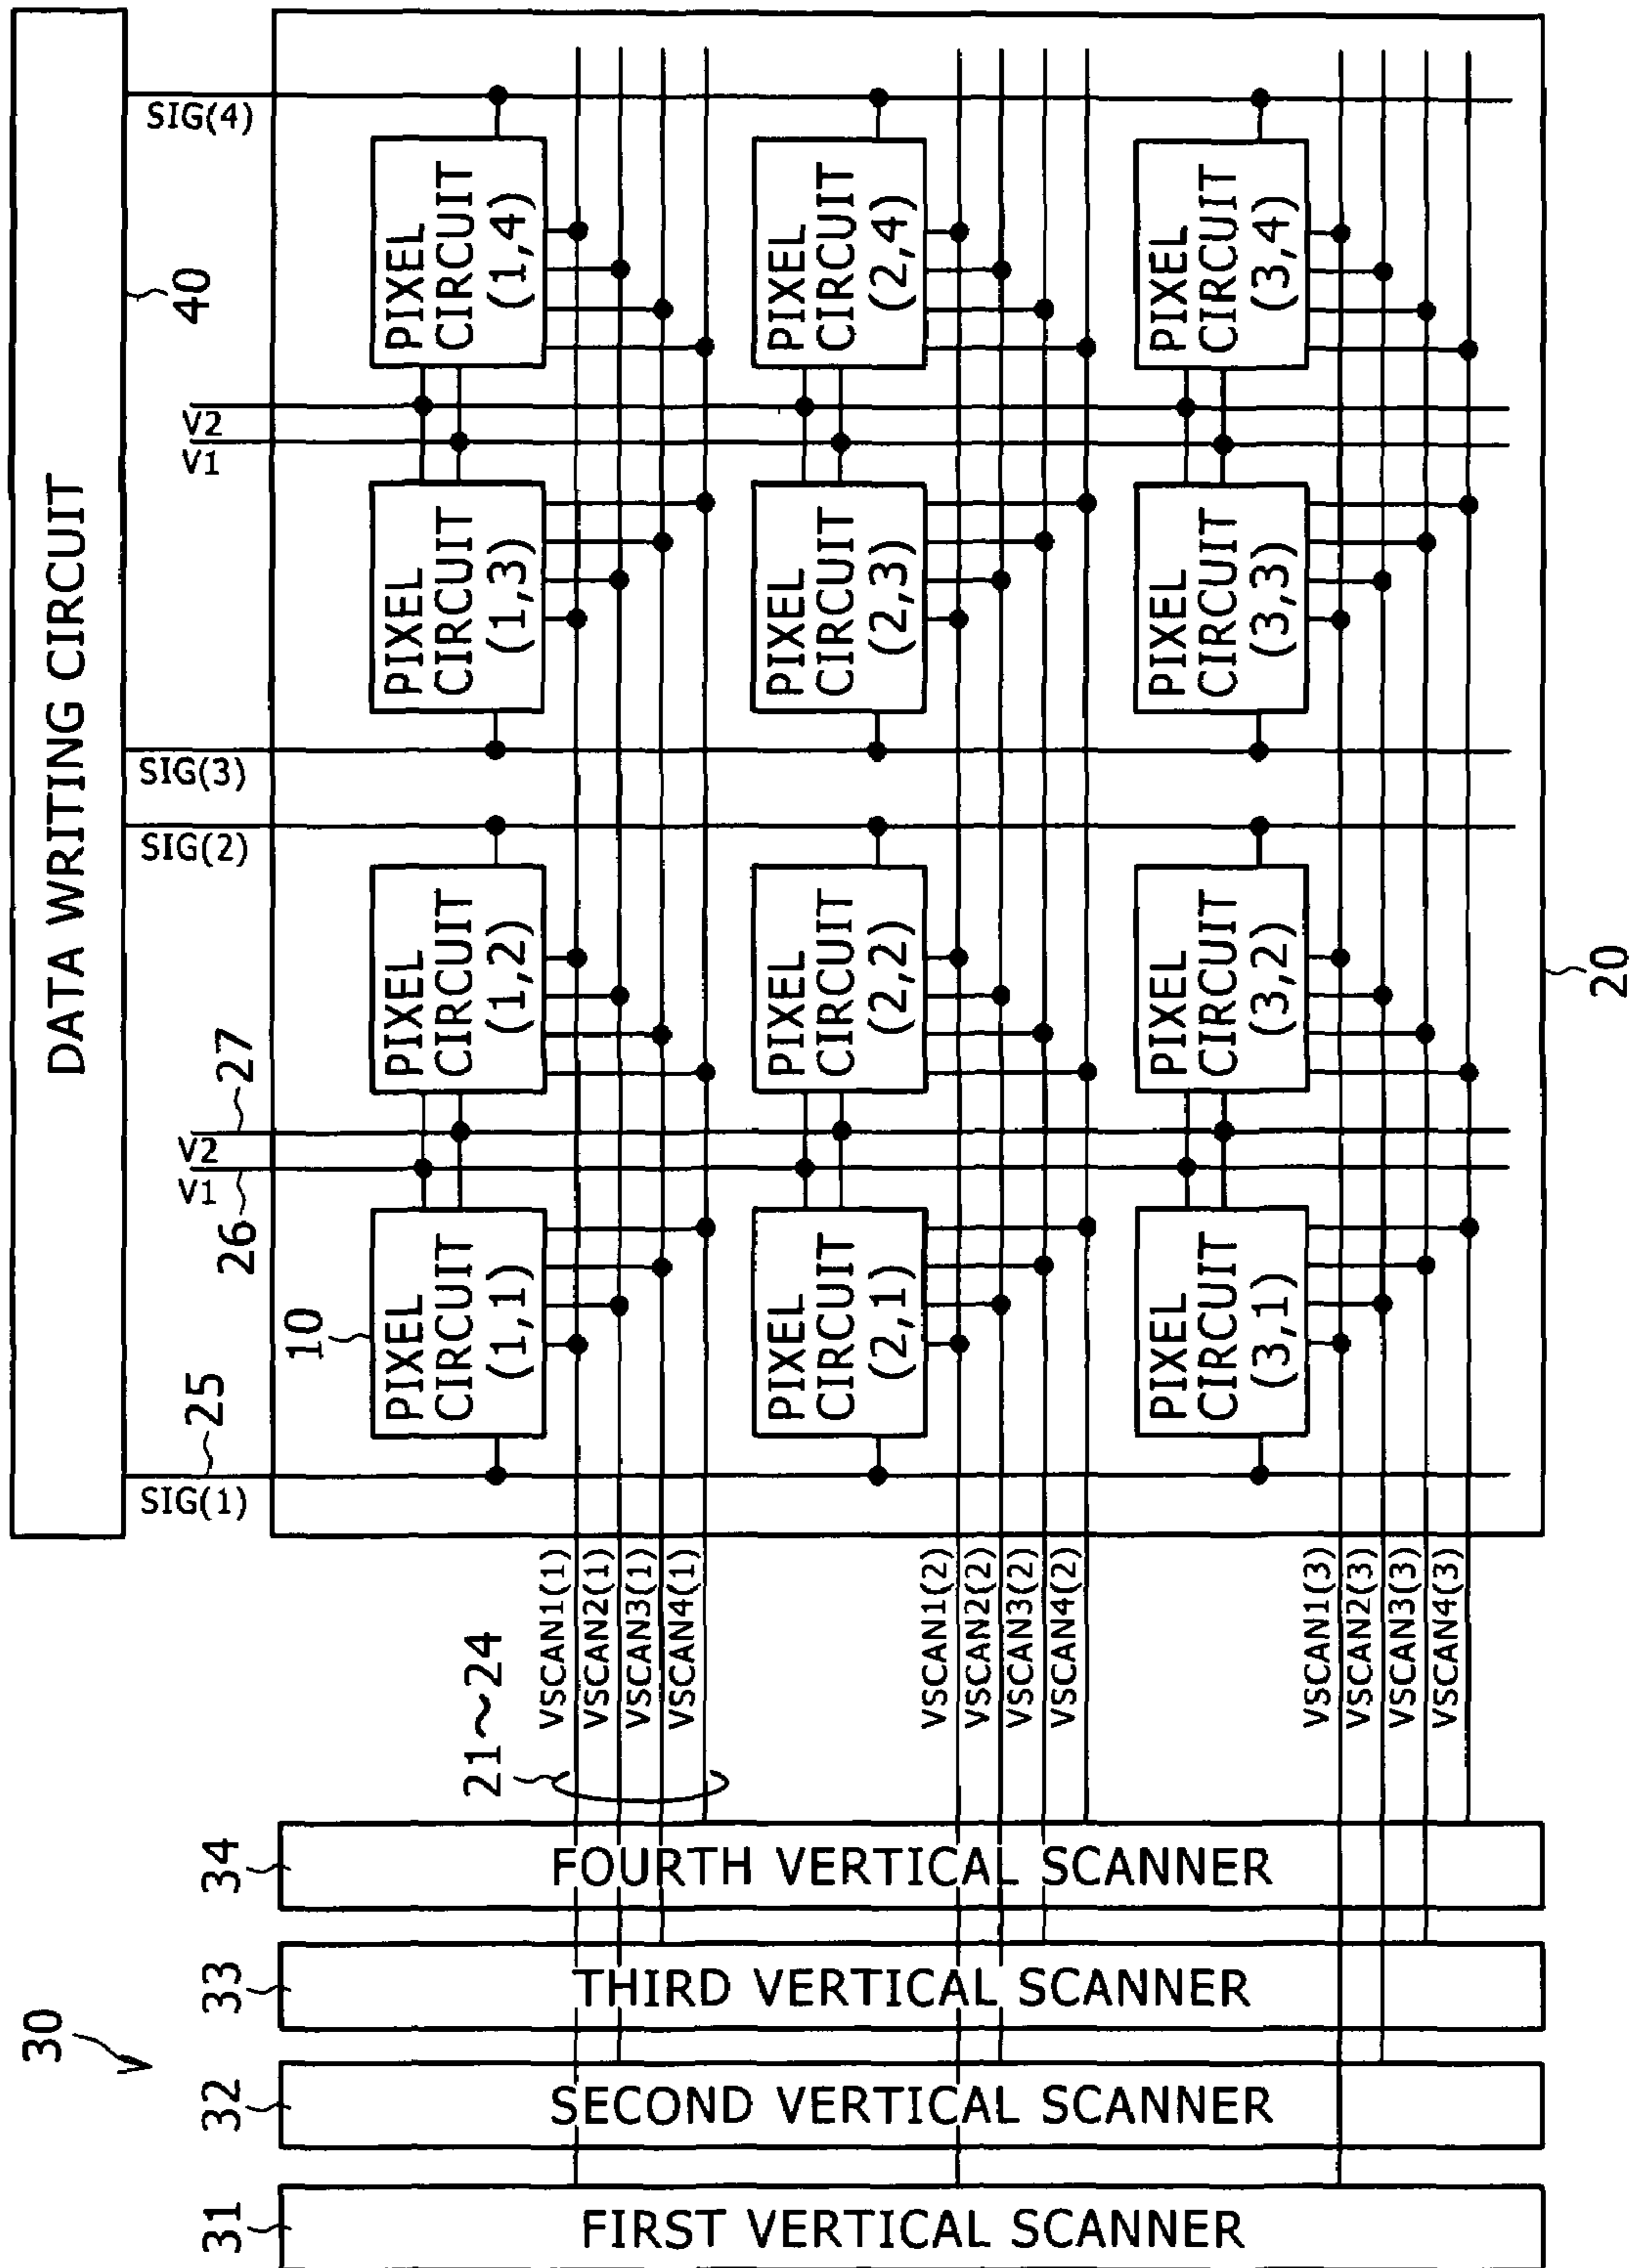 DATA WRITING CIRCUIT
40
SIG(1)
25
V1
26
V2
27
SIG(2)
SIG(3)
V1
V2
SIG(4)
10
PIXEL
CIRCUIT
(1,1)
PIXEL
CIRCUIT
(1,2)
PIXEL
CIRCUIT
(1,3)
PIXEL
CIRCUIT
(1,4)
VSCAN1(1)
VSCAN2(1)
VSCAN3(1)
VSCAN4(1)
21~24
PIXEL
CIRCUIT
(2,1)
PIXEL
CIRCUIT
(2,2)
PIXEL
CIRCUIT
(2,3)
PIXEL
CIRCUIT
(2,4)
VSCAN1(2)
VSCAN2(2)
VSCAN3(2)
VSCAN4(2)
PIXEL
CIRCUIT
(3,1)
PIXEL
CIRCUIT
(3,2)
PIXEL
CIRCUIT
(3,3)
PIXEL
CIRCUIT
(3,4)
VSCAN1(3)
VSCAN2(3)
VSCAN3(3)
VSCAN4(3)
20
30
31
FIRST VERTICAL SCANNER
32
SECOND VERTICAL SCANNER
33
THIRD VERTICAL SCANNER
34
FOURTH VERTICAL SCANNER